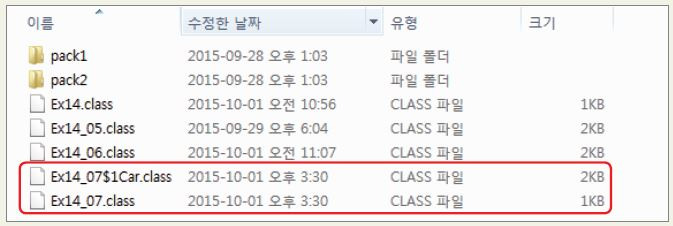 이름 수정한 날짜 유형 크기
pack1 2015-09-28 오후 1:03 파일 폴더
pack2 2015-09-28 오후 1:03 파일 폴더
Ex14.class 2015-10-01 오전 10:56 CLASS 파일 1KB
Ex14_05.class 2015-09-29 오후 6:04 CLASS 파일 2KB
Ex14_06.class 2015-10-01 오전 11:07 CLASS 파일 1KB
Ex14_07$1Car.class 2015-10-01 오후 3:30 CLASS 파일 2KB
Ex14_07.class 2015-10-01 오후 3:30 CLASS 파일 1KB